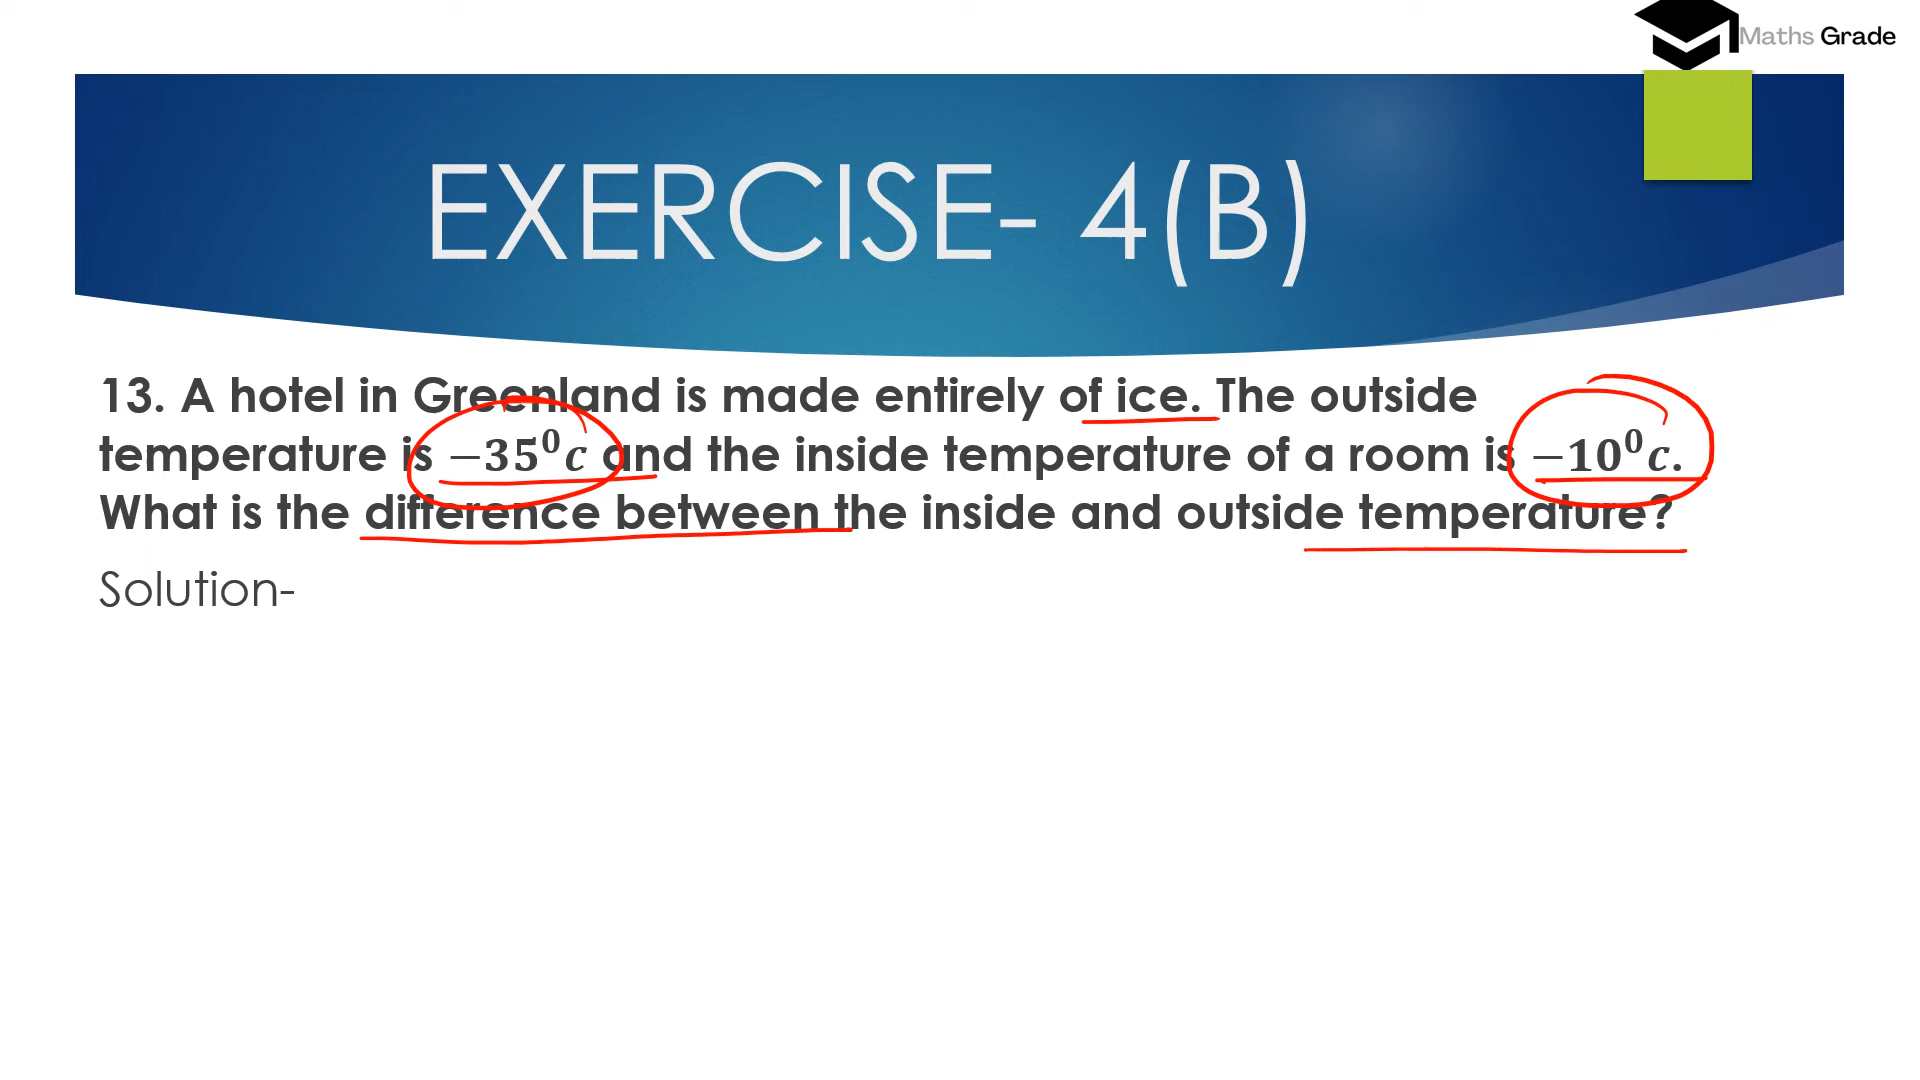 Maths Grade
EXERCISE- 4(B)
13. A hotel in Greenland is made entirely of ice. The outside
temperature is −35⁰c and the inside temperature of a room is −10⁰c.
What is the difference between the inside and outside temperature?
Solution-